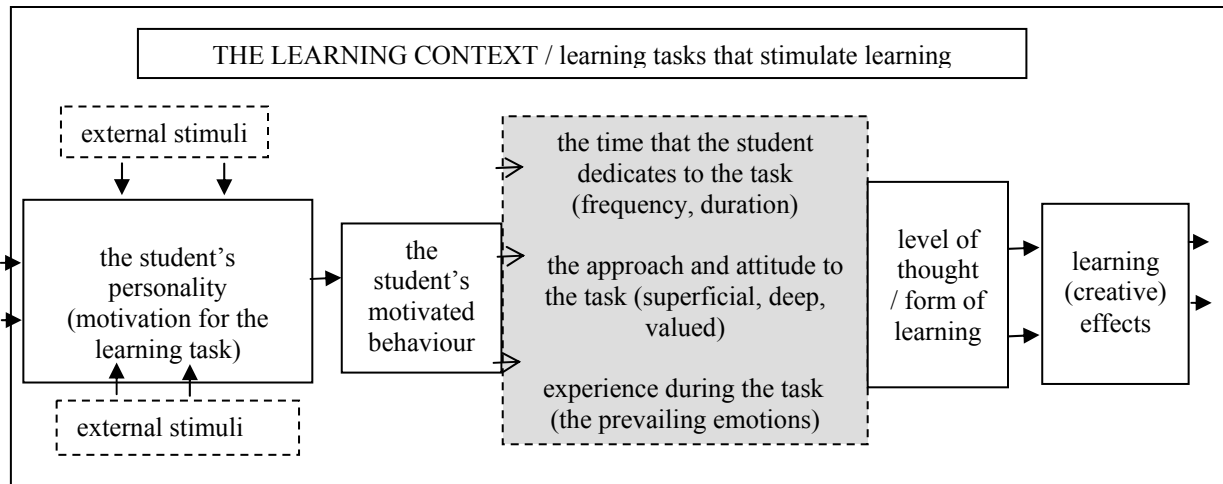 THE LEARNING CONTEXT / learning tasks that stimulate learning
external stimuli
the student’s
personality
(motivation for the
learning task)
external stimuli
the
student’s
motivated
behaviour
the time that the student
dedicates to the task
(frequency, duration)
the approach and attitude to
the task (superficial, deep,
valued)
experience during the task
(the prevailing emotions)
level of
thought
/ form of
learning
learning
(creative)
effects